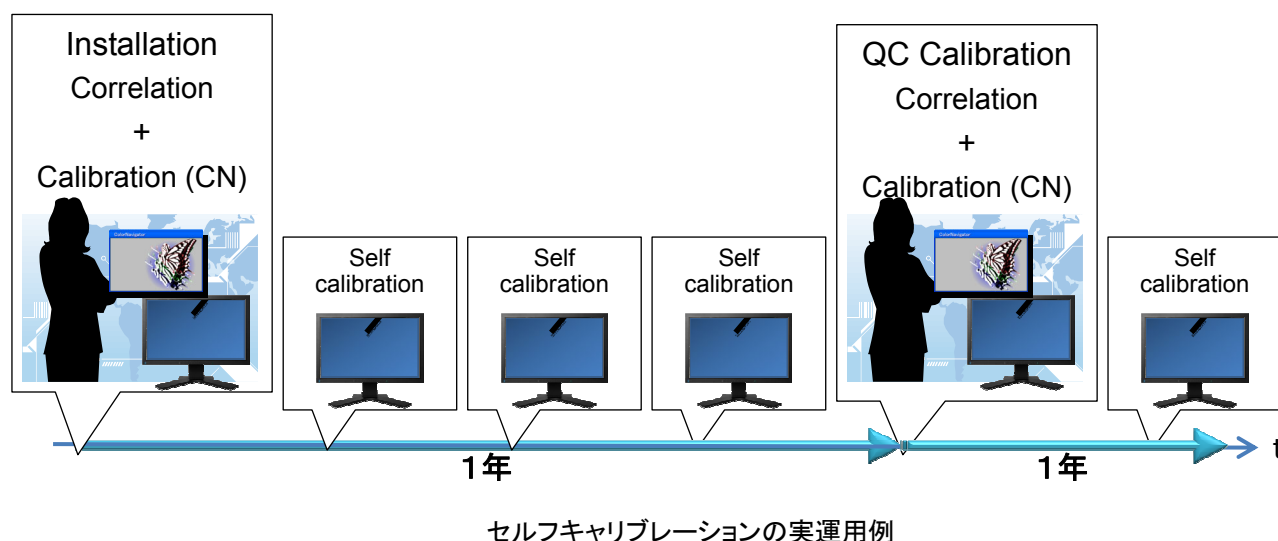 Installation
Correlation
+
Calibration (CN)
ColorNavigator
Self
calibration
Self
calibration
Self
calibration
QC Calibration
Correlation
+
Calibration (CN)
ColorNavigator
Self
calibration
1年
1年
t
セルフキャリブレーションの実運用例